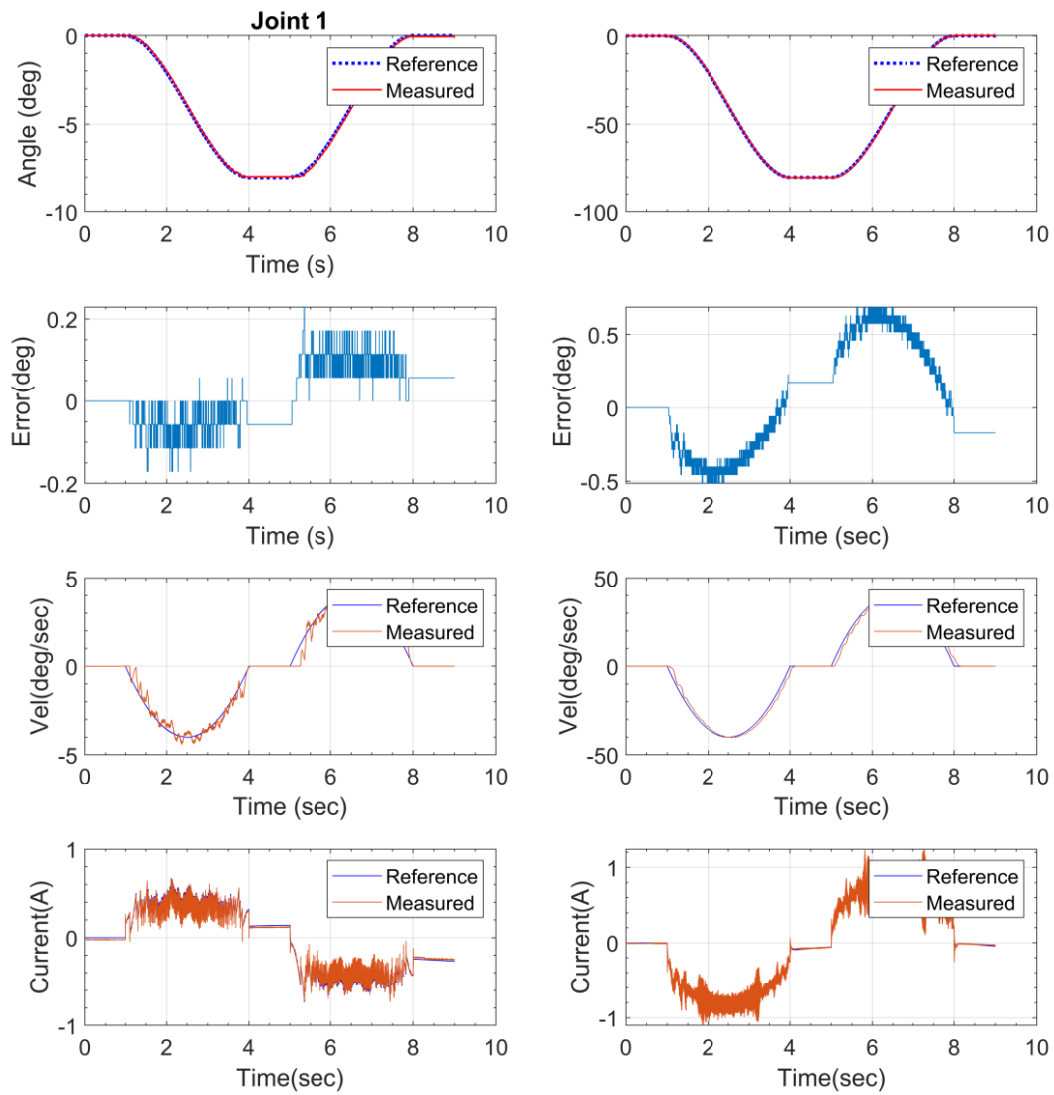 Joint 1
Angle (deg)
0
-5
-10
Reference
Measured
0 2 4 6 8 10
Time (s)
0
-50
-100
Reference
Measured
0 2 4 6 8 10
Error(deg)
0.2
0
-0.2
0 2 4 6 8 10
Time (s)
Error(deg)
0.5
0
-0.5
0 2 4 6 8 10
Time (sec)
Vel(deg/sec)
5
0
-5
Reference
Measured
0 2 4 6 8 10
Time (sec)
Vel(deg/sec)
50
0
-50
Reference
Measured
0 2 4 6 8 10
Time (sec)
Current(A)
1
0
-1
Reference
Measured
0 2 4 6 8 10
Time(sec)
Current(A)
1
0
-1
Reference
Measured
0 2 4 6 8 10
Time(sec)